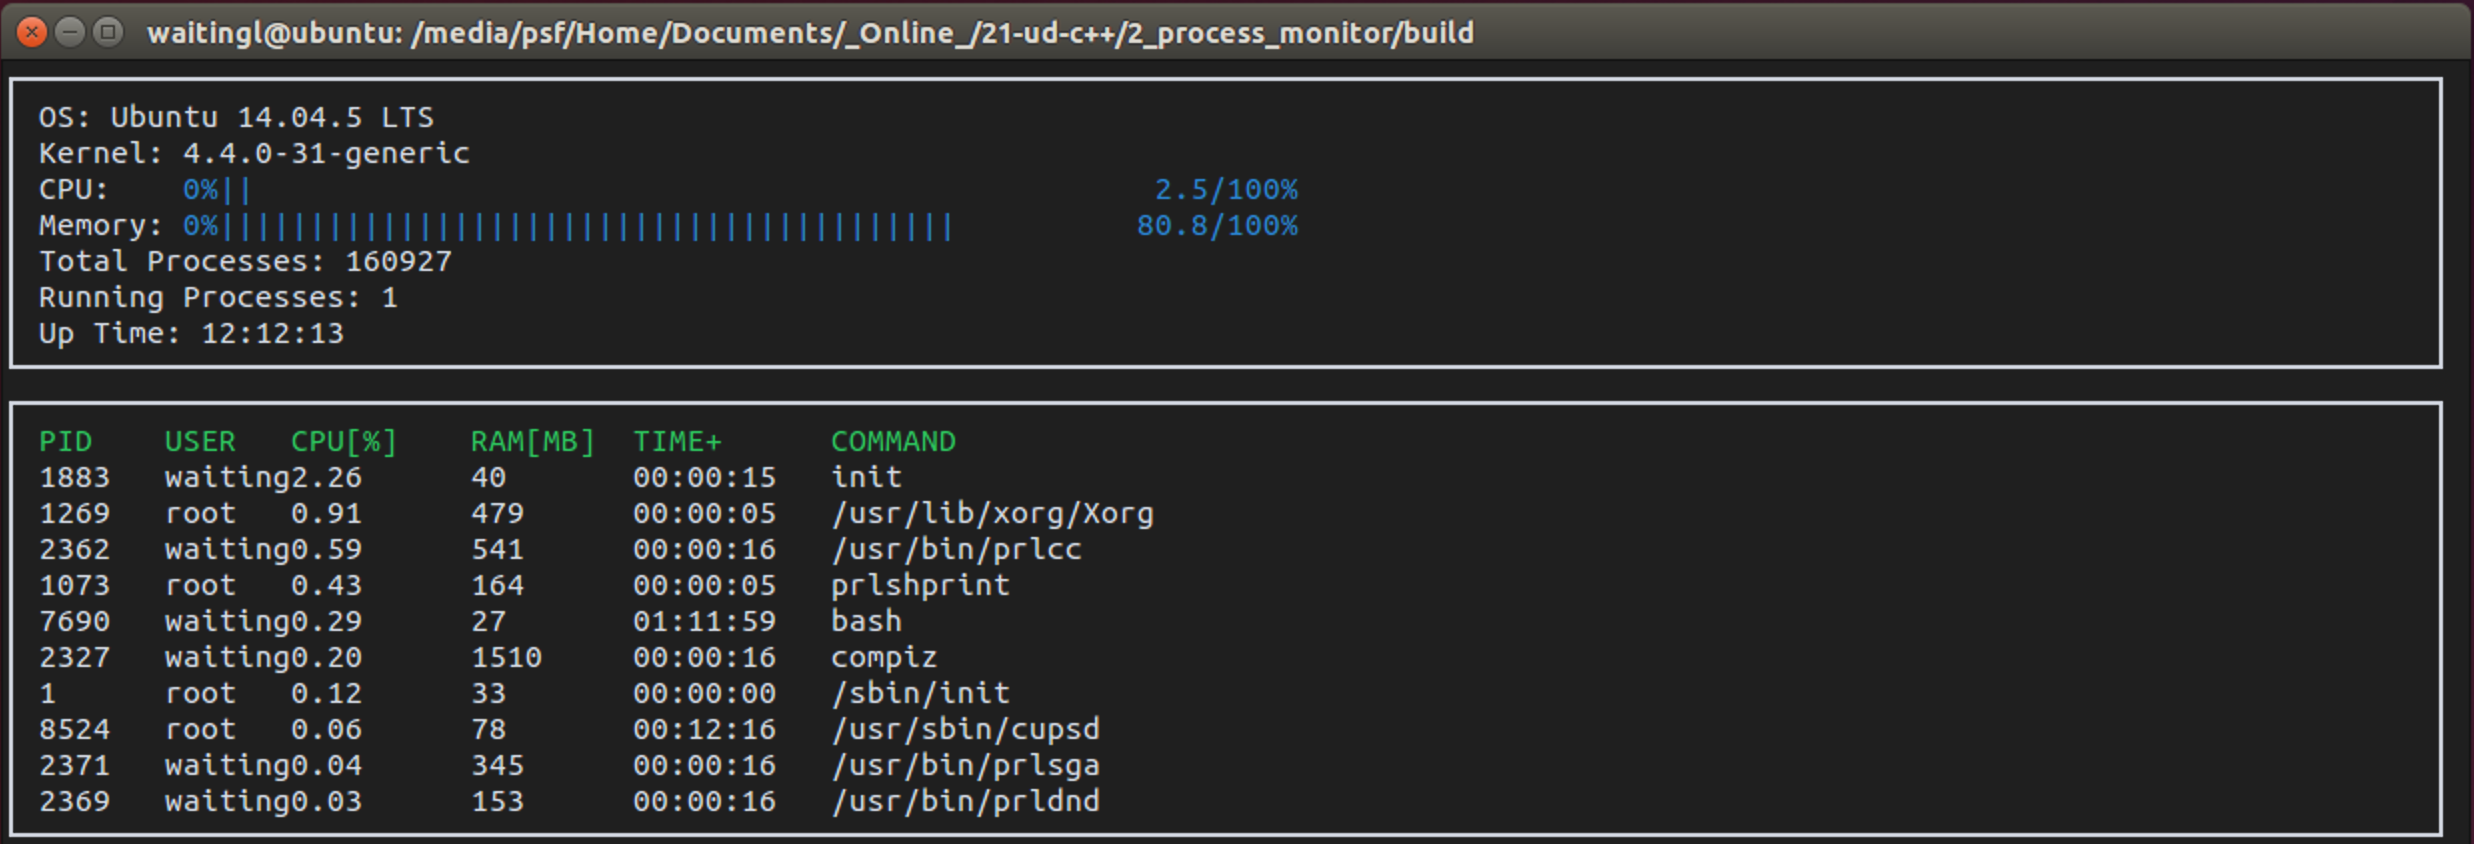 waitingl@ubuntu: /media/psf/Home/Documents/_Online_/21-ud-c++/2_process_monitor/build
OS: Ubuntu 14.04.5 LTS
Kernel: 4.4.0-31-generic
CPU: 0%|| 2.5/100%
Memory: 0%||||||||||||||||||||||||||||||||||||||||| 80.8/100%
Total Processes: 160927
Running Processes: 1
Up Time: 12:12:13
PID USER CPU[%] RAM[MB] TIME+ COMMAND
1883 waiting2.26 40 00:00:15 init
1269 root 0.91 479 00:00:05 /usr/lib/xorg/Xorg
2362 waiting0.59 541 00:00:16 /usr/bin/prlcc
1073 root 0.43 164 00:00:05 prlshprint
7690 waiting0.29 27 01:11:59 bash
2327 waiting0.20 1510 00:00:16 compiz
1 root 0.12 33 00:00:00 /sbin/init
8524 root 0.06 78 00:12:16 /usr/sbin/cupsd
2371 waiting0.04 345 00:00:16 /usr/bin/prlsga
2369 waiting0.03 153 00:00:16 /usr/bin/prldnd